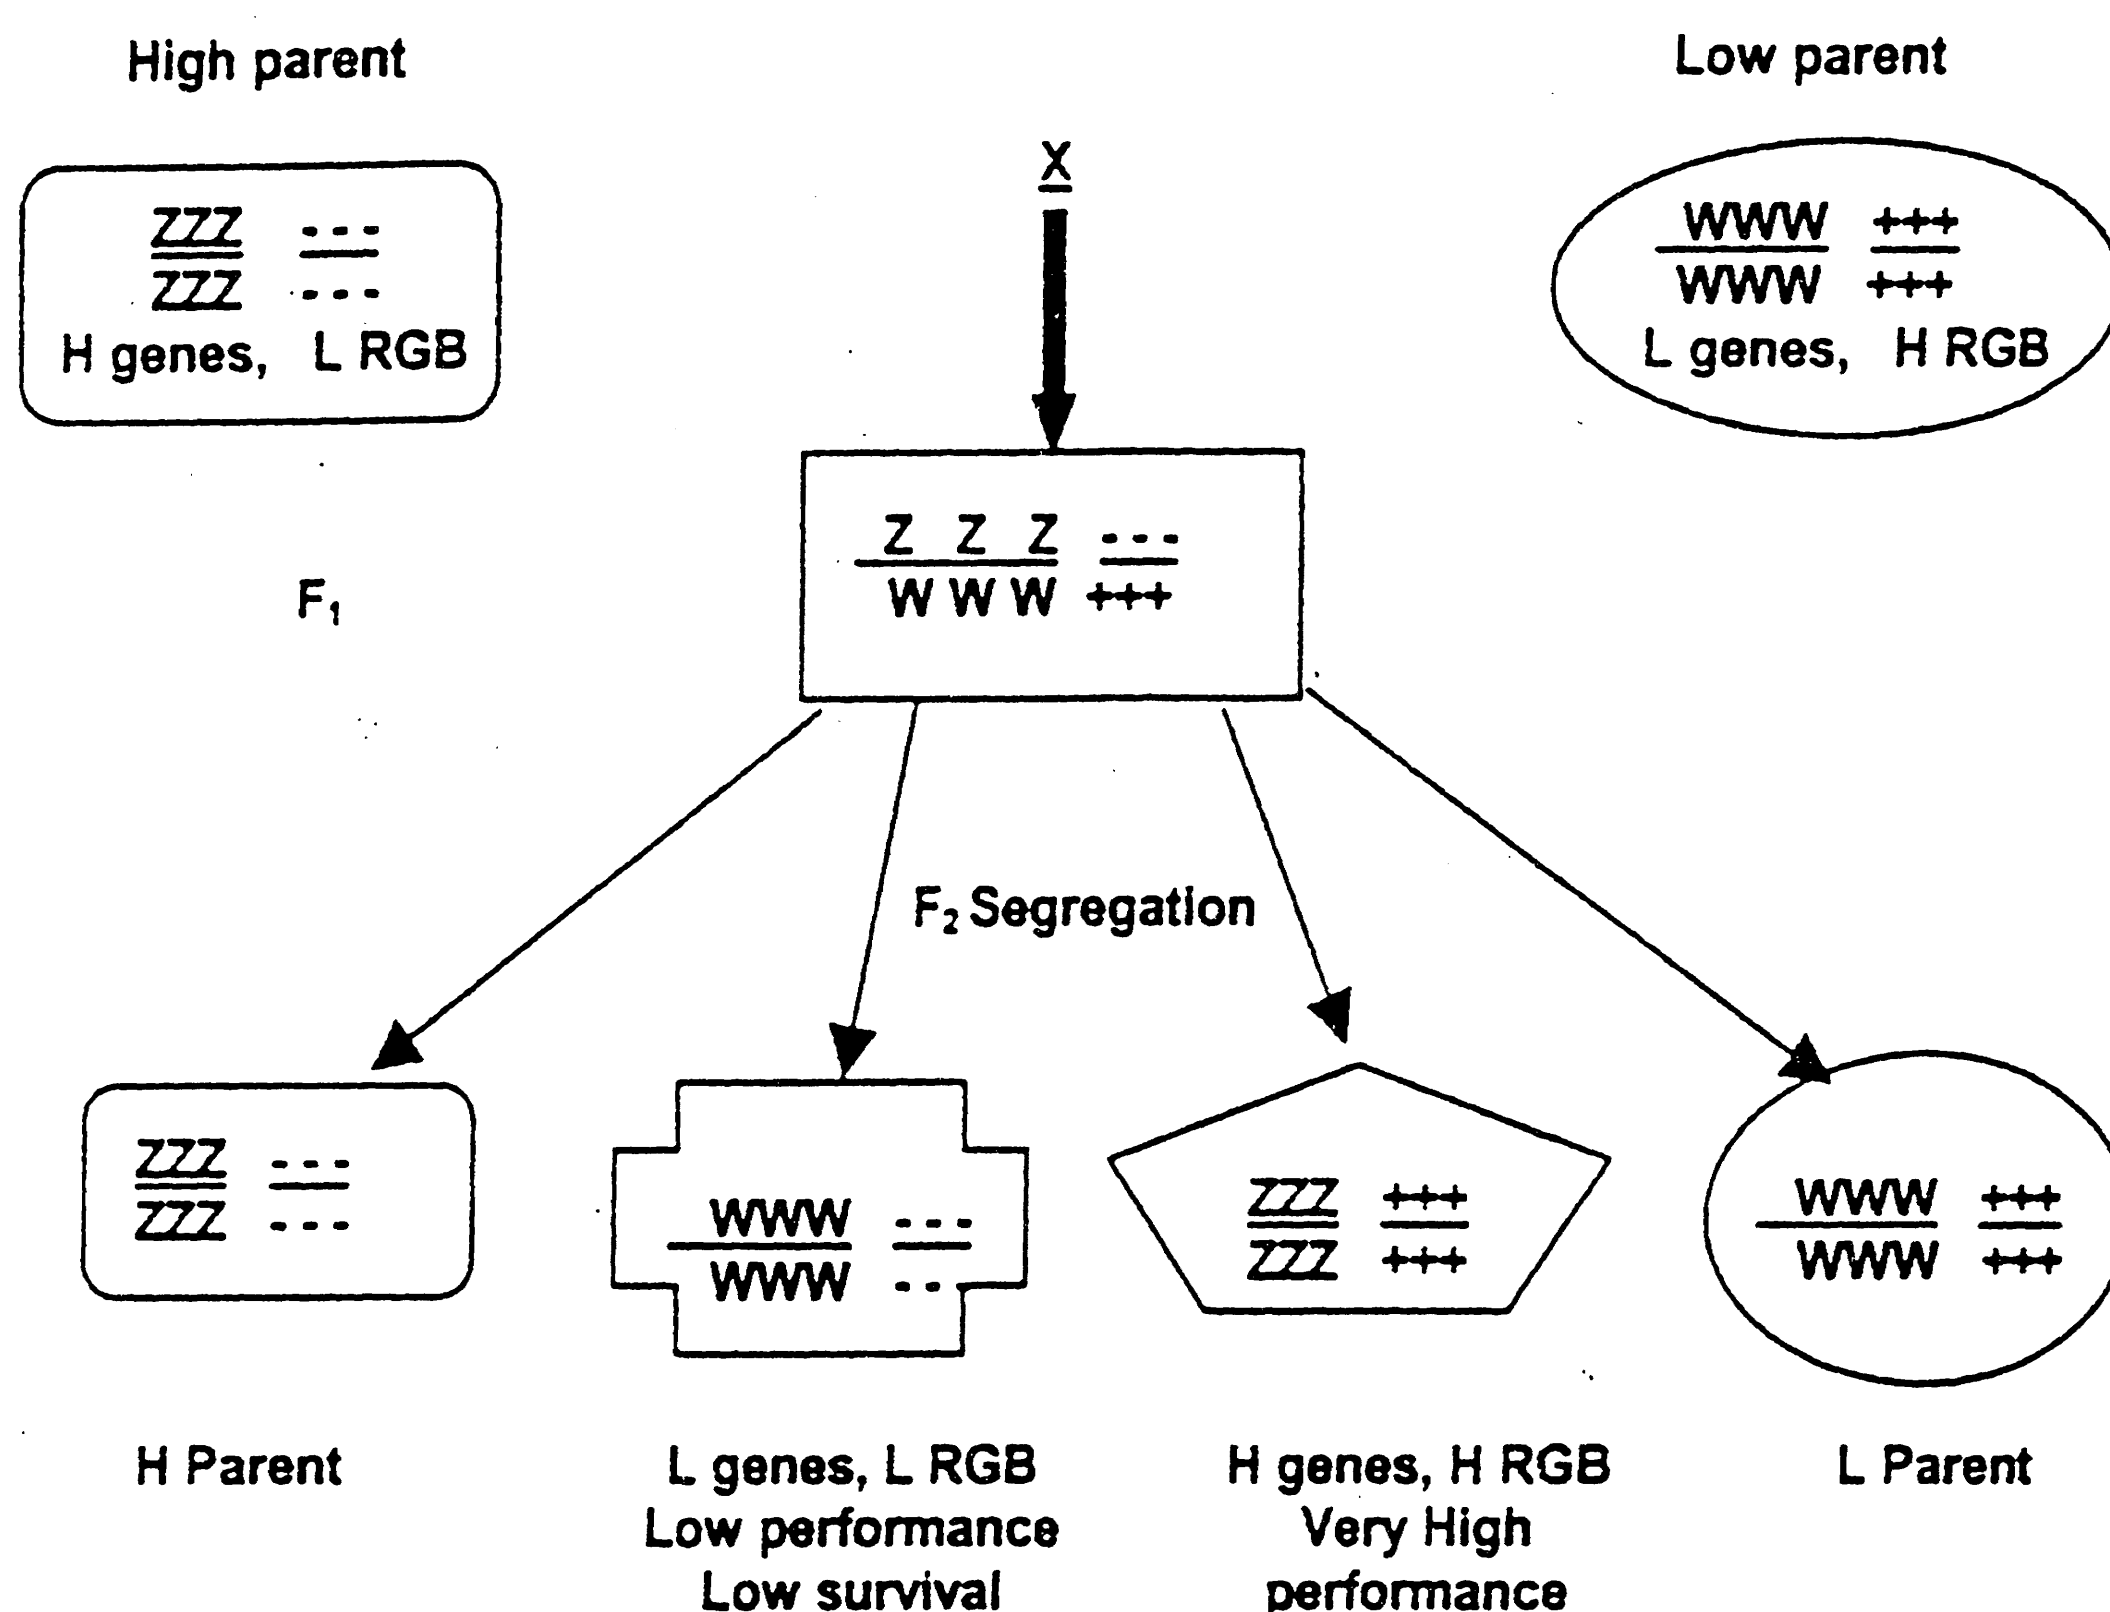 High parent
Low parent
X
ZZZ - - -
ZZZ - - -
H genes, L RGB
WWW +++
WWW +++
L genes, H RGB
Z Z Z - - -
W W W +++
F₁
F₂ Segregation
ZZZ - - -
ZZZ - - -
WWW - - -
WWW - - -
ZZZ +++
ZZZ +++
WWW +++
WWW +++
H Parent
L genes, L RGB
Low performance
Low survival
H genes, H RGB
Very High
performance
L Parent